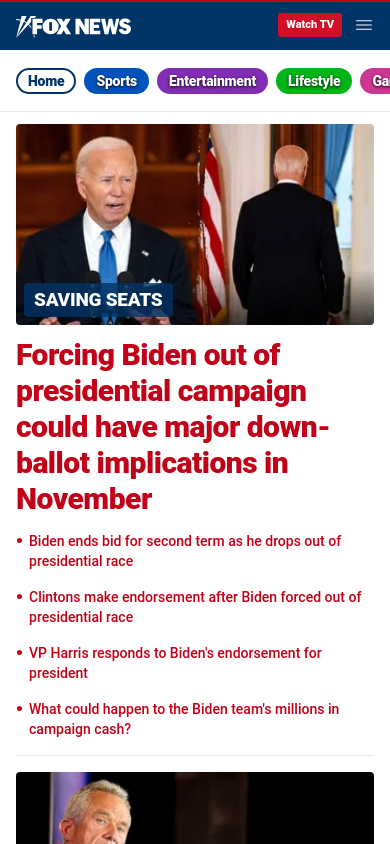 FOX NEWS
Watch TV
Home
Sports
Entertainment
Lifestyle
Ga
SAVING SEATS
Forcing Biden out of
presidential campaign
could have major down-
ballot implications in
November
• Biden ends bid for second term as he drops out of
presidential race
• Clintons make endorsement after Biden forced out of
presidential race
• VP Harris responds to Biden's endorsement for
president
• What could happen to the Biden team's millions in
campaign cash?